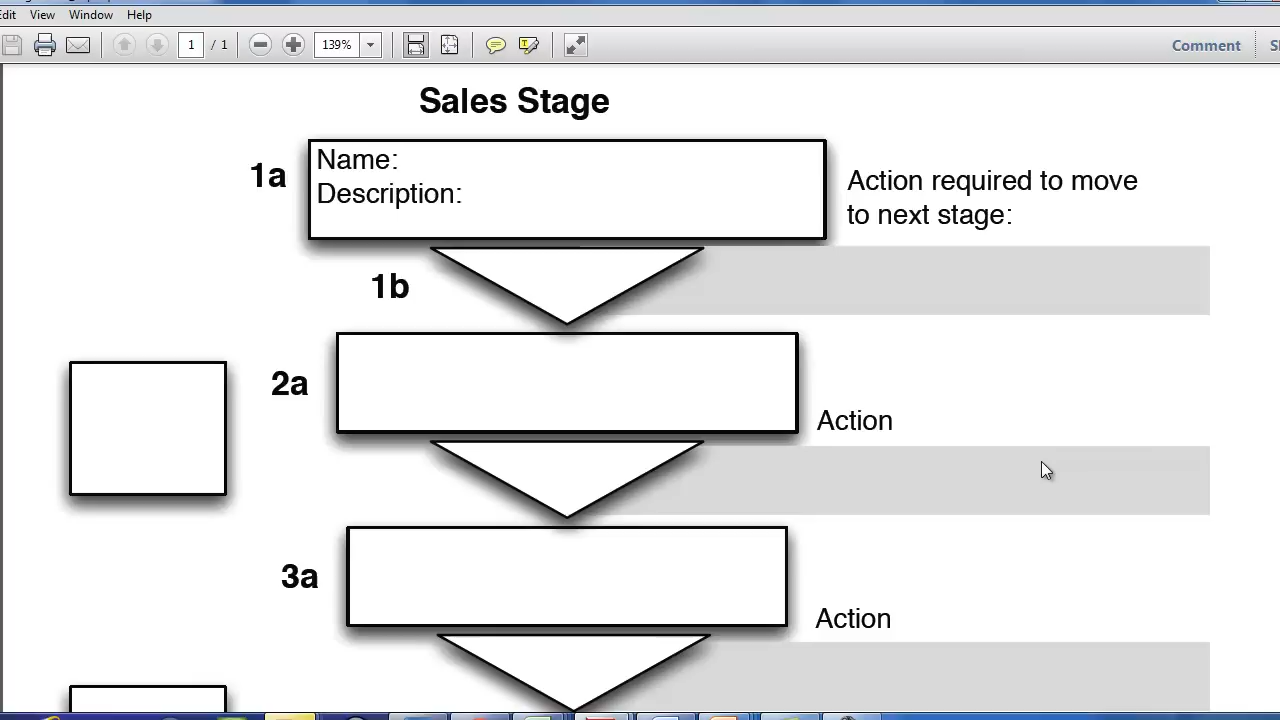 View Window Help
1 / 1 139% Comment
Sales Stage
1a
Name:
Description:
Action required to move
to next stage:
1b
2a
Action
3a
Action